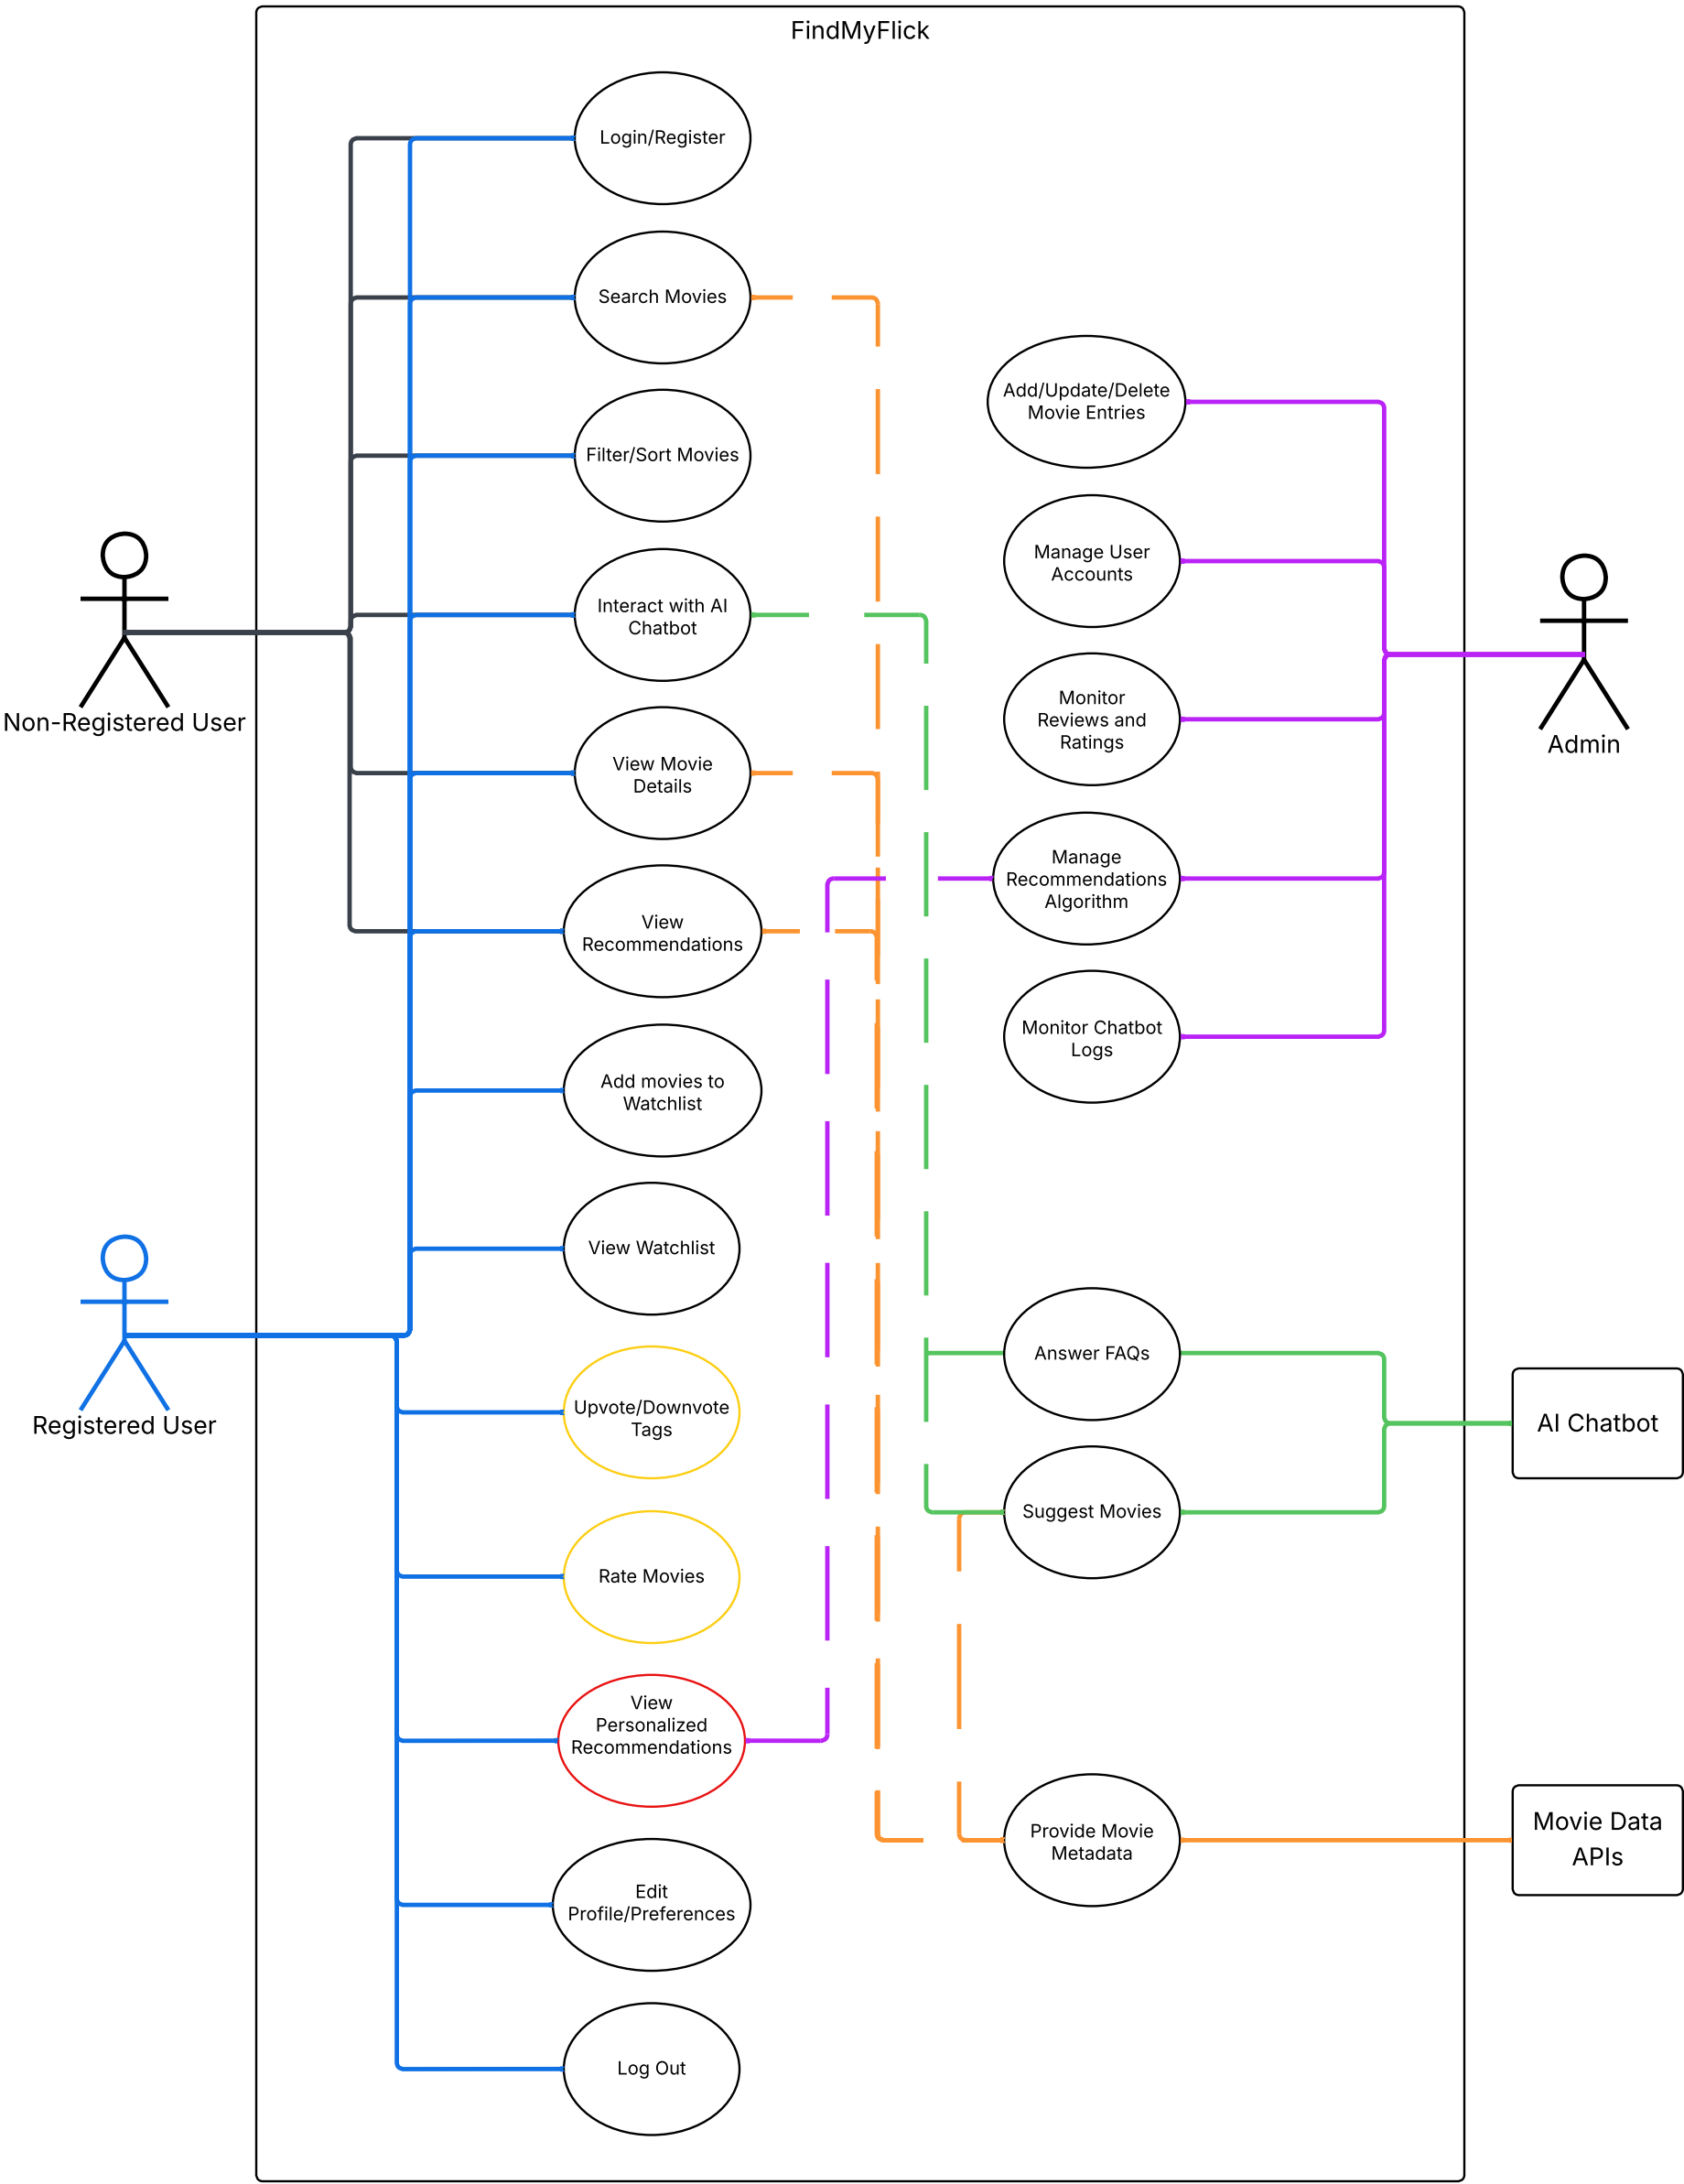 FindMyFlick
Login/Register
Search Movies
Filter/Sort Movies
Interact with AI
Chatbot
View Movie
Details
View
Recommendations
Add movies to
Watchlist
View Watchlist
Upvote/Downvote
Tags
Rate Movies
View
Personalized
Recommendations
Edit
Profile/Preferences
Log Out
Non-Registered User
Registered User
Add/Update/Delete
Movie Entries
Manage User
Accounts
Monitor
Reviews and
Ratings
Manage
Recommendations
Algorithm
Monitor Chatbot
Logs
Answer FAQs
Suggest Movies
Provide Movie
Metadata
Admin
AI Chatbot
Movie Data
APIs